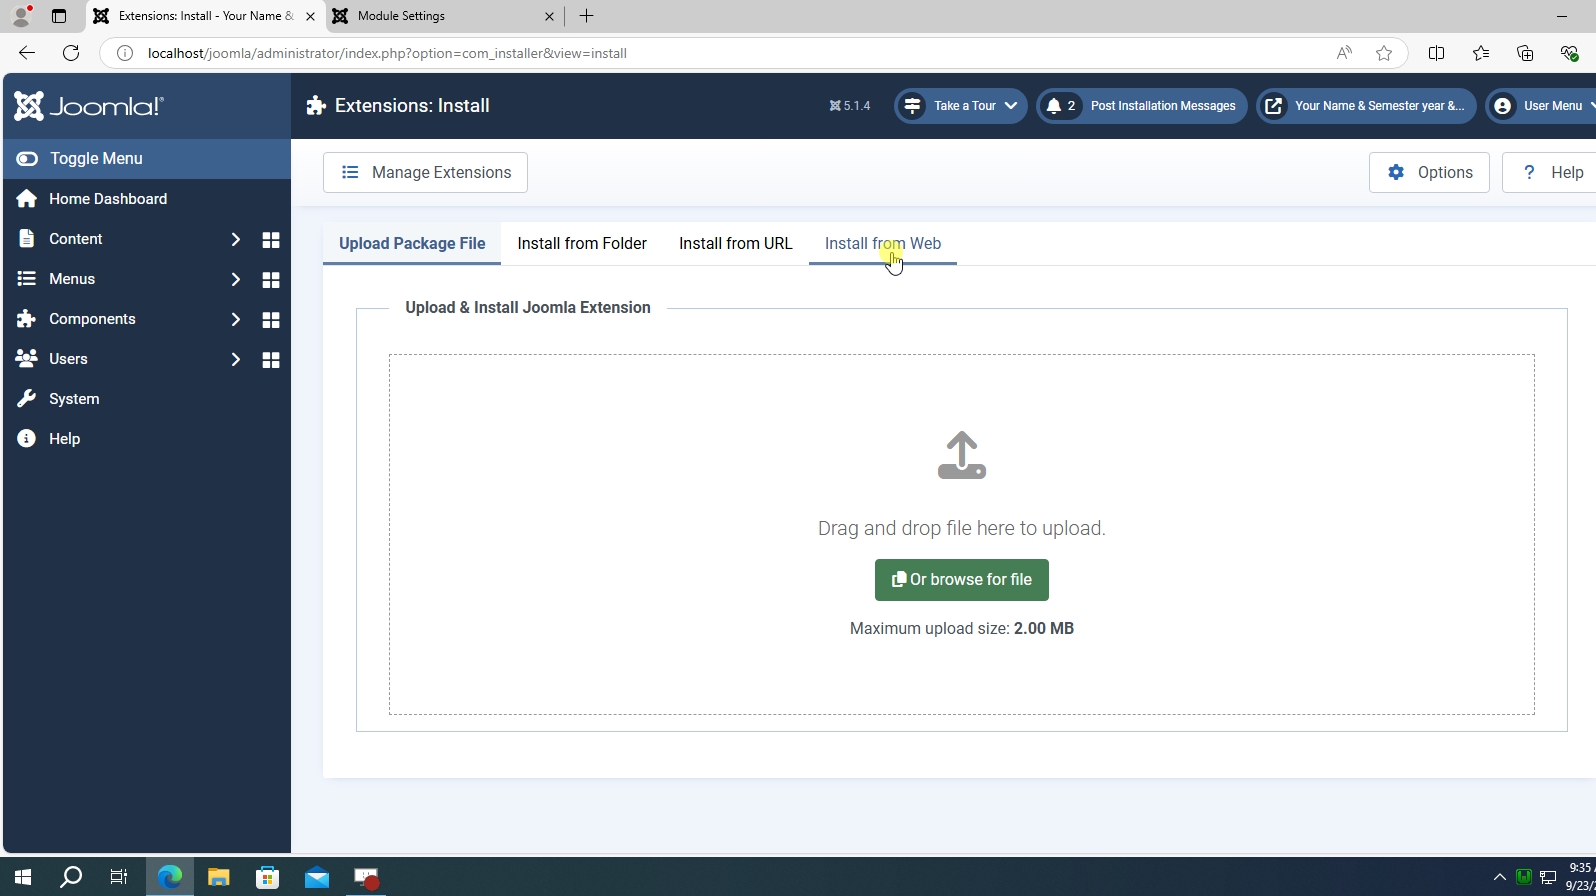 Extensions: Install - Your Name &
Module Settings
localhost/joomla/administrator/index.php?option=com_installer&view=install
Joomla!
Extensions: Install
5.1.4
Take a Tour
2
Post Installation Messages
Your Name & Semester year &...
User Menu
Toggle Menu
Manage Extensions
Options
? Help
Home Dashboard
Content
Menus
Components
Users
System
Help
Upload Package File
Install from Folder
Install from URL
Install from Web
Upload & Install Joomla Extension
Drag and drop file here to upload.
Or browse for file
Maximum upload size: 2.00 MB
9:35
9/23/